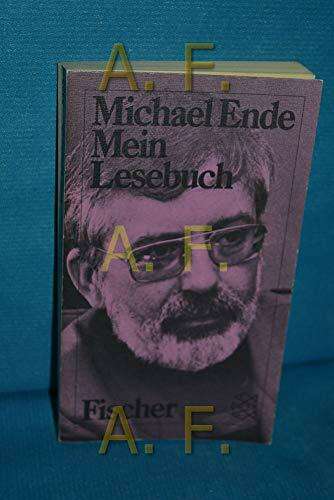 A. F.
Michael Ende
Mein
Lesebuch
A. F.
Fischer
A. F.